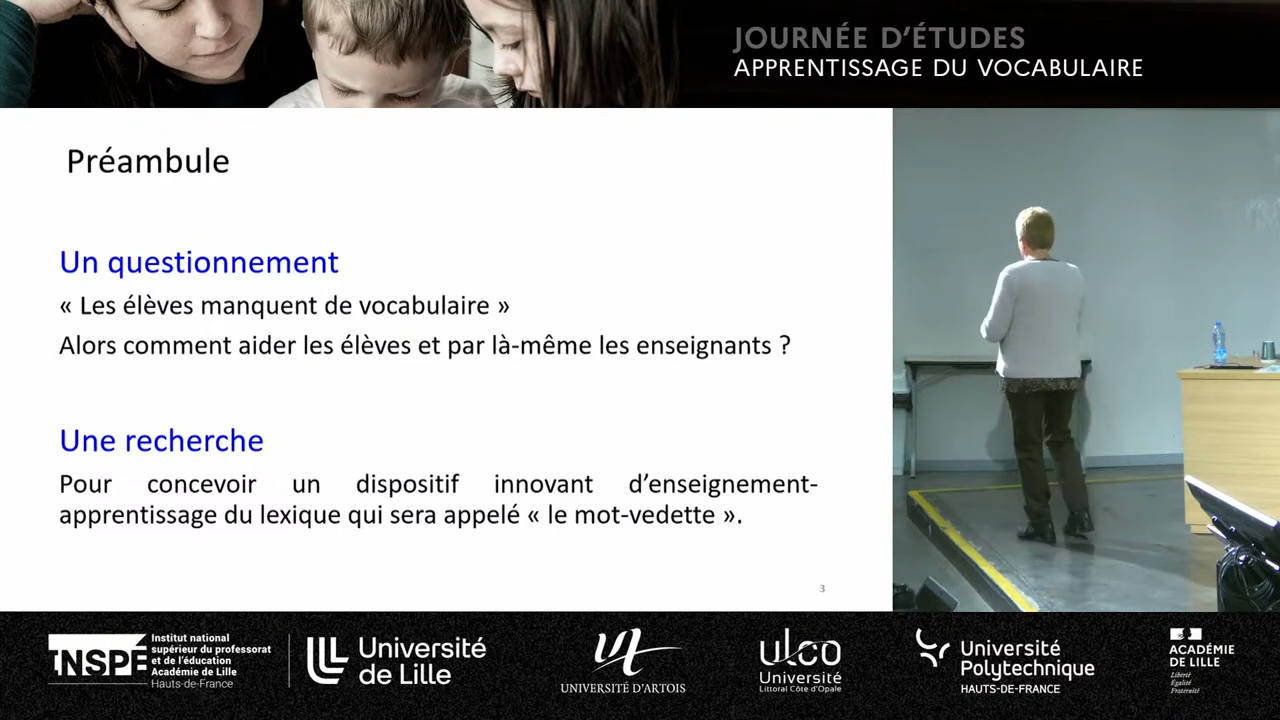 JOURNÉE D'ÉTUDES
APPRENTISSAGE DU VOCABULAIRE
Préambule
Un questionnement
« Les élèves manquent de vocabulaire »
Alors comment aider les élèves et par là-même les enseignants ?
Une recherche
Pour concevoir un dispositif innovant d'enseignement-
apprentissage du lexique qui sera appelé « le mot-vedette ».
3
INSPÉ
Institut national
supérieur du professorat
et de l'éducation
Académie de Lille
Hauts-de-France
Université
de Lille
UNIVERSITÉ D'ARTOIS
ulco
Université
Littoral Côte d'Opale
Université
Polytechnique
HAUTS-DE-FRANCE
ACADÉMIE
DE LILLE
Liberté
Égalité
Fraternité